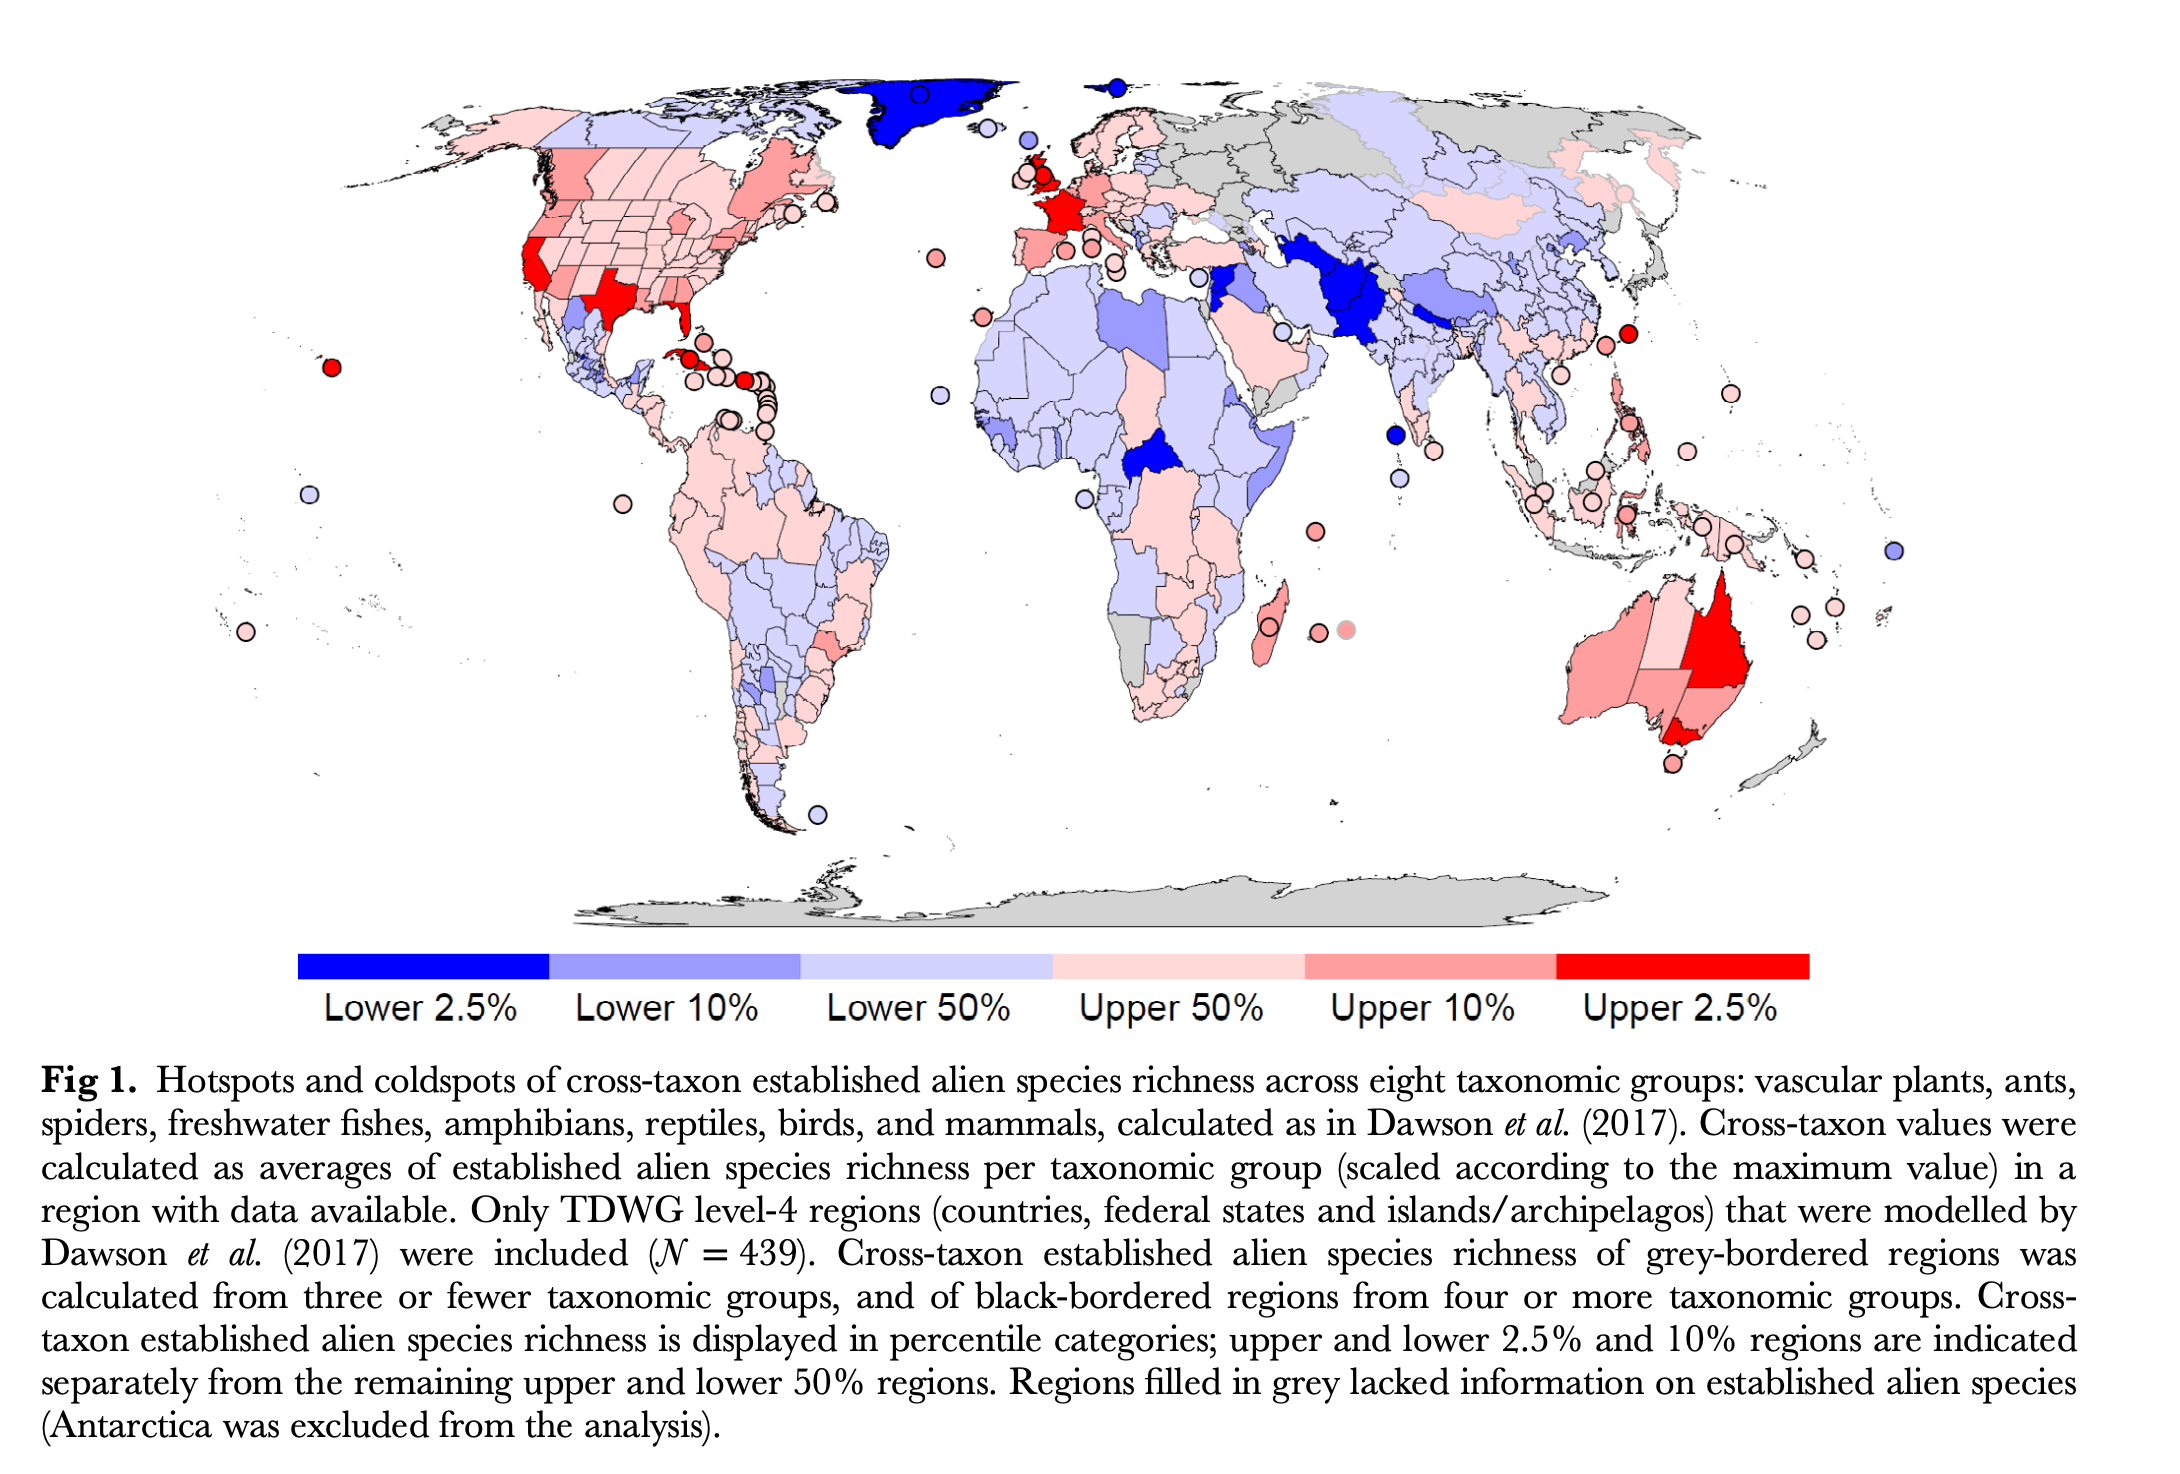 Lower 2.5% Lower 10% Lower 50% Upper 50% Upper 10% Upper 2.5%
Fig 1. Hotspots and coldspots of cross-taxon established alien species richness across eight taxonomic groups: vascular plants, ants,
spiders, freshwater fishes, amphibians, reptiles, birds, and mammals, calculated as in Dawson et al. (2017). Cross-taxon values were
calculated as averages of established alien species richness per taxonomic group (scaled according to the maximum value) in a
region with data available. Only TDWG level-4 regions (countries, federal states and islands/archipelagos) that were modelled by
Dawson et al. (2017) were included (N = 439). Cross-taxon established alien species richness of grey-bordered regions was
calculated from three or fewer taxonomic groups, and of black-bordered regions from four or more taxonomic groups. Cross-
taxon established alien species richness is displayed in percentile categories; upper and lower 2.5% and 10% regions are indicated
separately from the remaining upper and lower 50% regions. Regions filled in grey lacked information on established alien species
(Antarctica was excluded from the analysis).